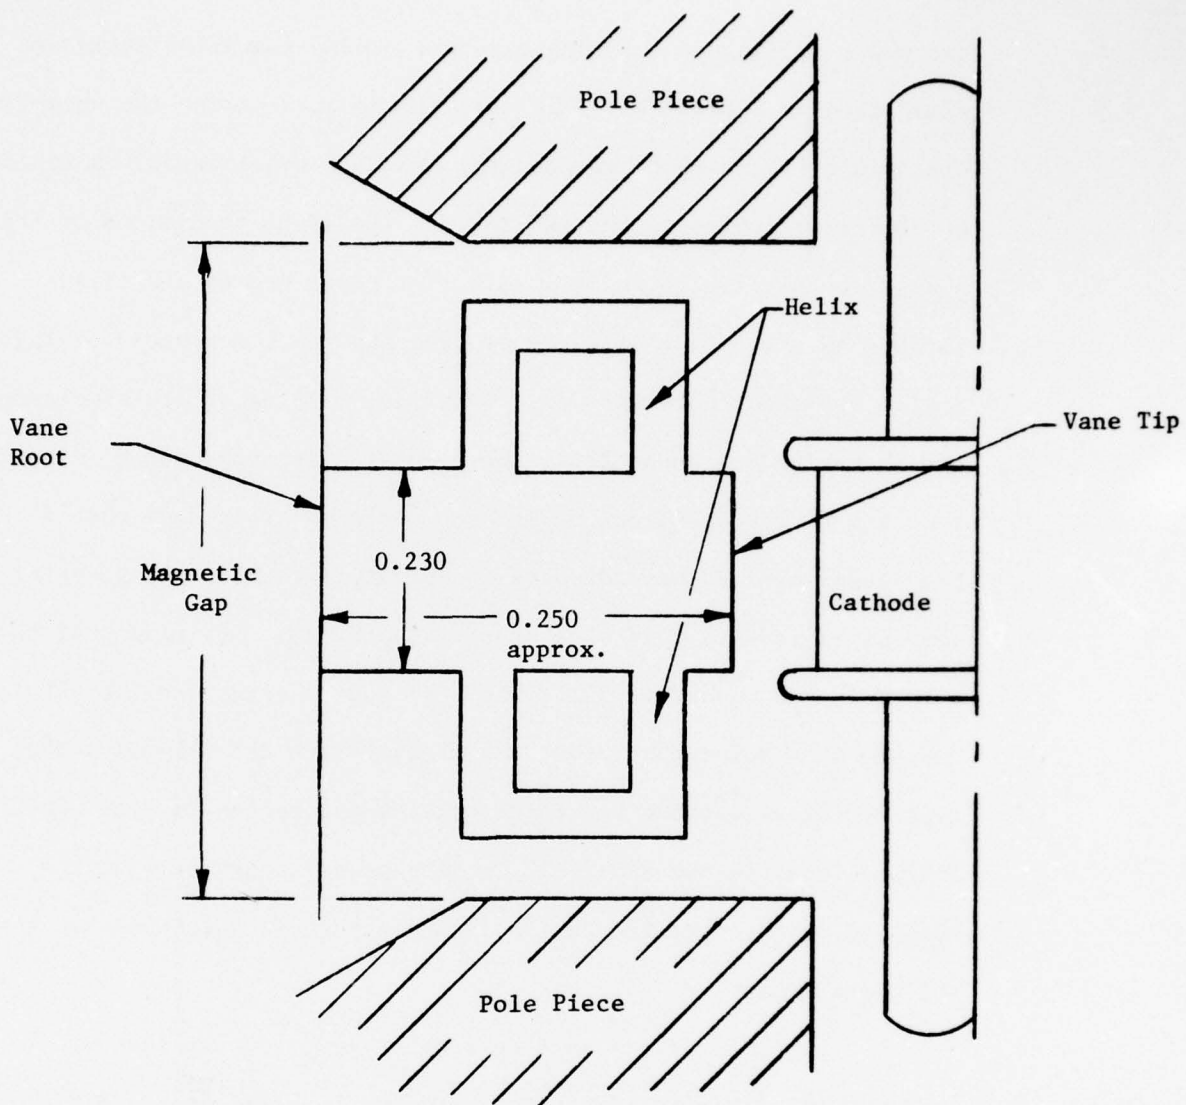 Pole Piece
Helix
Vane
Root
Vane Tip
0.230
Magnetic
Gap
0.250
approx.
Cathode
Pole Piece